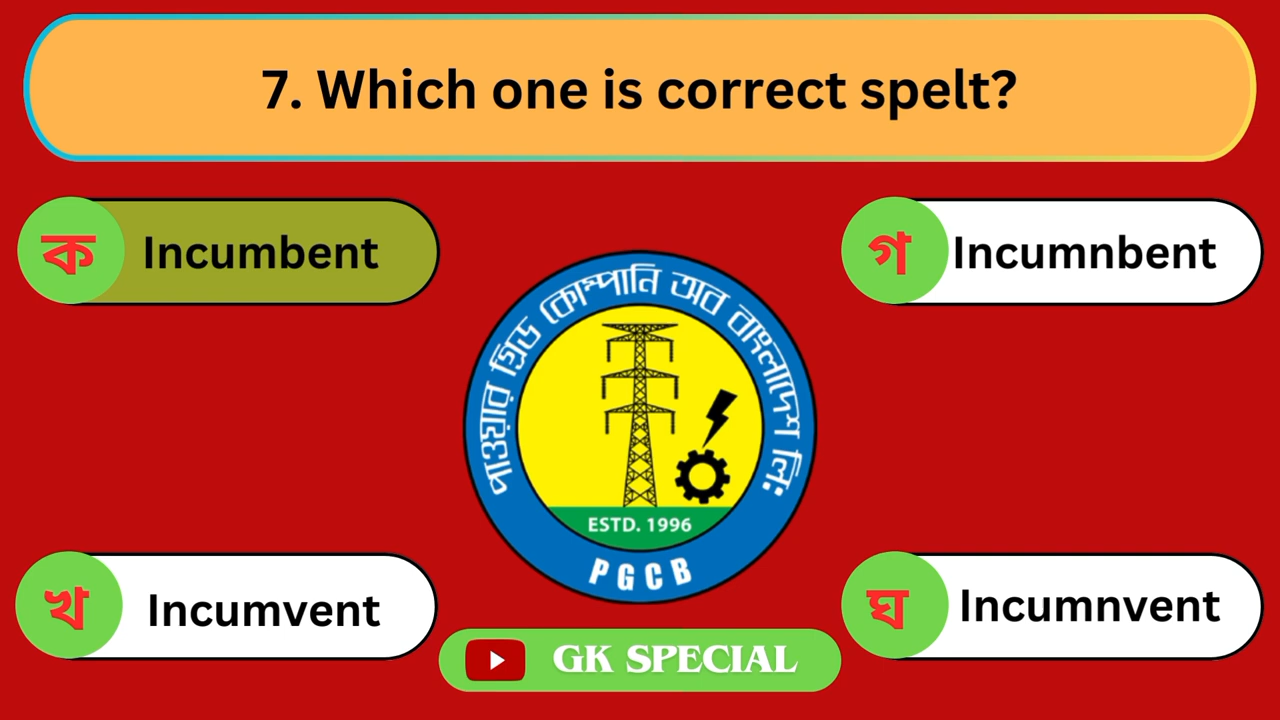 7. Which one is correct spelt?
ক Incumbent
গ Incumnbent
পাওয়ার গ্রিড কোম্পানি অব বাংলাদেশ লি:
ESTD. 1996
PGCB
খ Incumvent
ঘ Incumnvent
GK SPECIAL